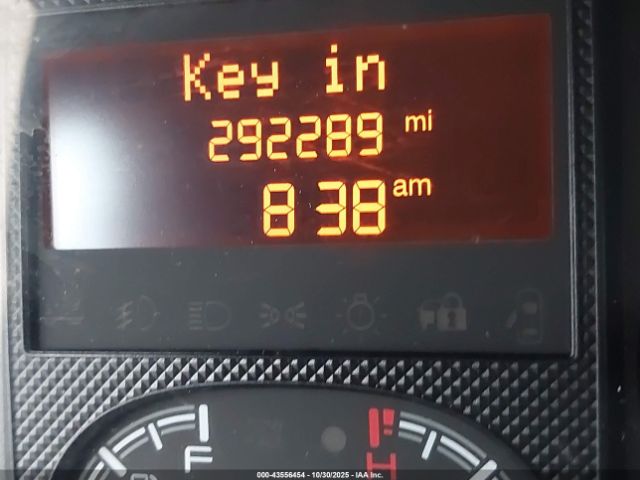 Key in
292289 mi
8 38 am
F H
000-43556454 - 10/30/2025 - IAA Inc.